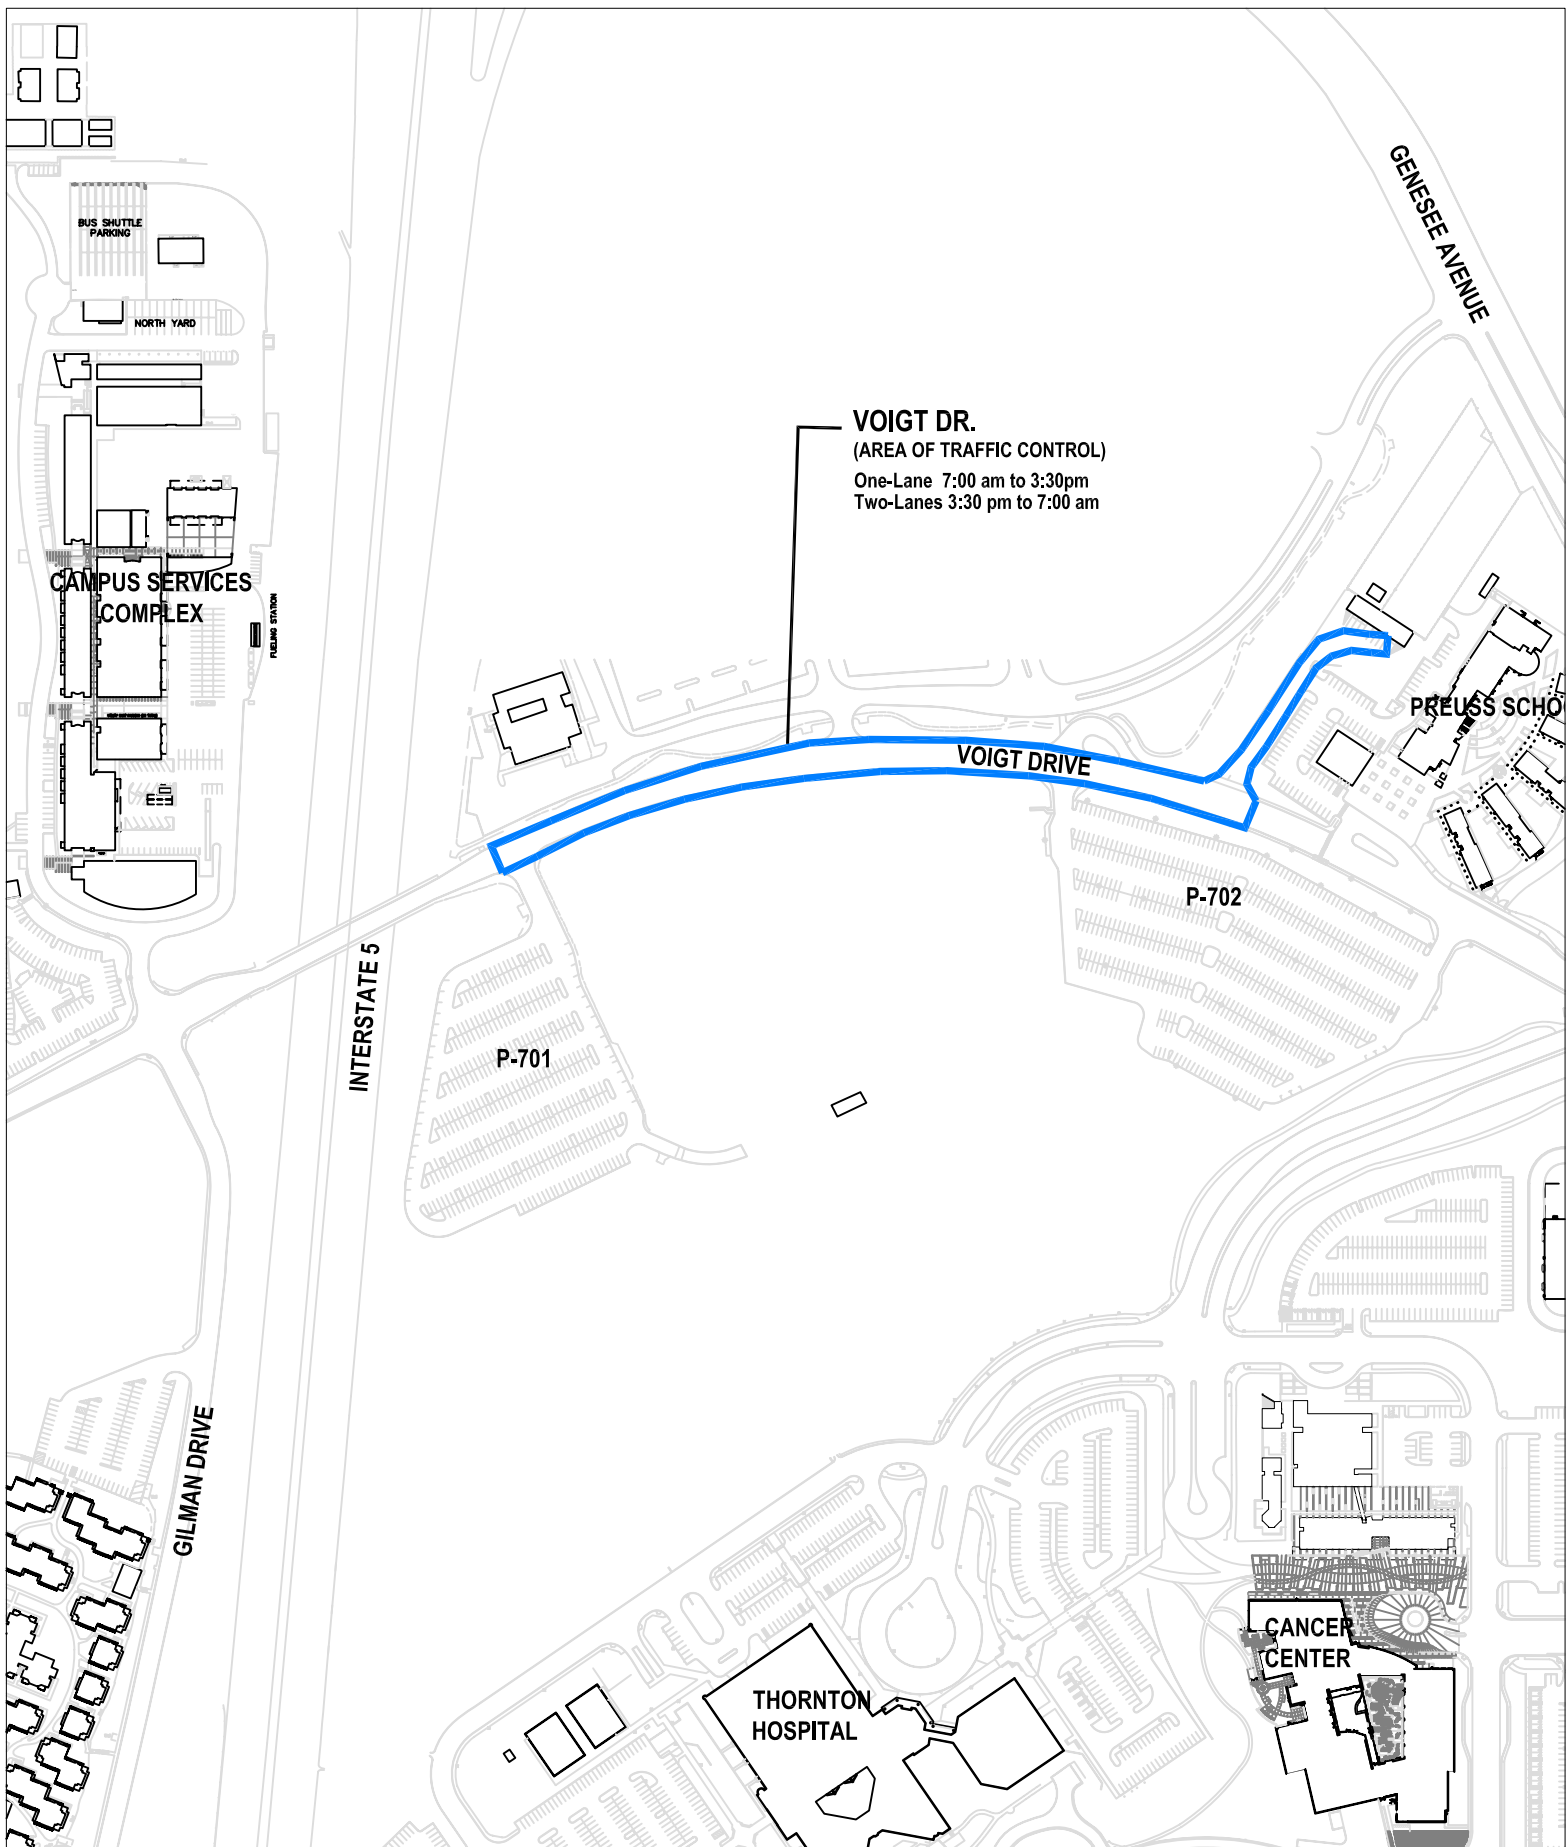 BUS SHUTTLE
PARKING
NORTH YARD
GENESEE AVENUE
VOIGT DR.
(AREA OF TRAFFIC CONTROL)
One-Lane 7:00 am to 3:30pm
Two-Lanes 3:30 pm to 7:00 am
CAMPUS SERVICES
COMPLEX
FUELING STATION
PREUSS SCHO
VOIGT DRIVE
P-702
INTERSTATE 5
P-701
GILMAN DRIVE
CANCER
CENTER
THORNTON
HOSPITAL